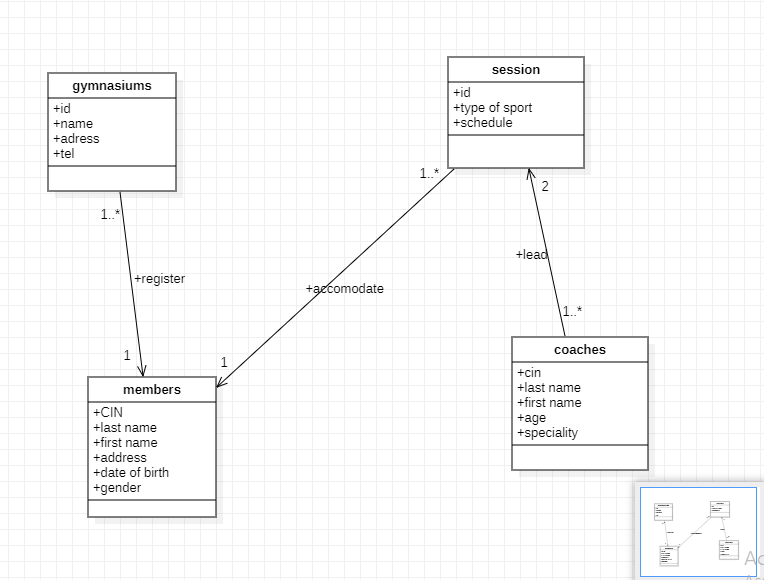 gymnasiums
+id
+name
+adress
+tel
session
+id
+type of sport
+schedule
1..*
1..*
2
+lead
+register
+accomodate
1..*
1
1
members
+CIN
+last name
+first name
+address
+date of birth
+gender
coaches
+cin
+last name
+first name
+age
+speciality